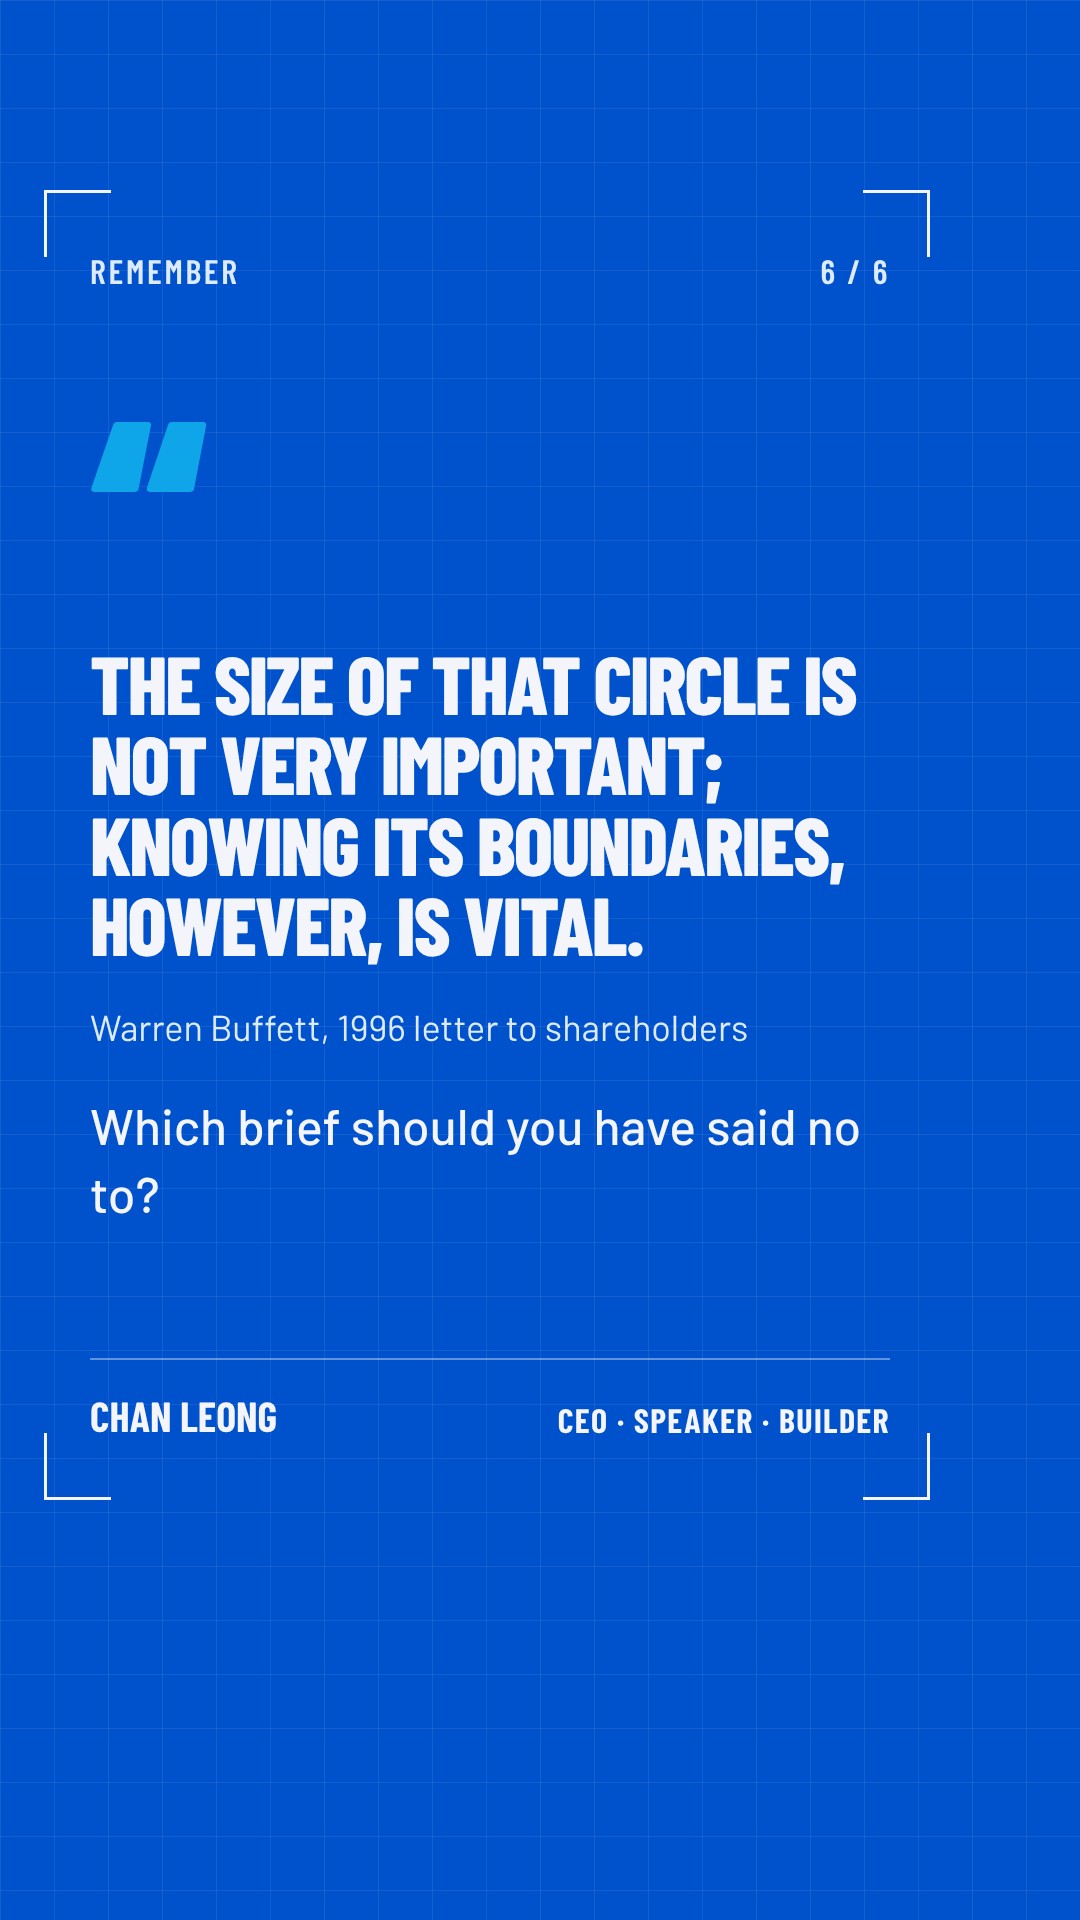 REMEMBER
6 / 6
THE SIZE OF THAT CIRCLE IS
NOT VERY IMPORTANT;
KNOWING ITS BOUNDARIES,
HOWEVER, IS VITAL.
Warren Buffett, 1996 letter to shareholders
Which brief should you have said no
to?
CHAN LEONG
CEO · SPEAKER · BUILDER